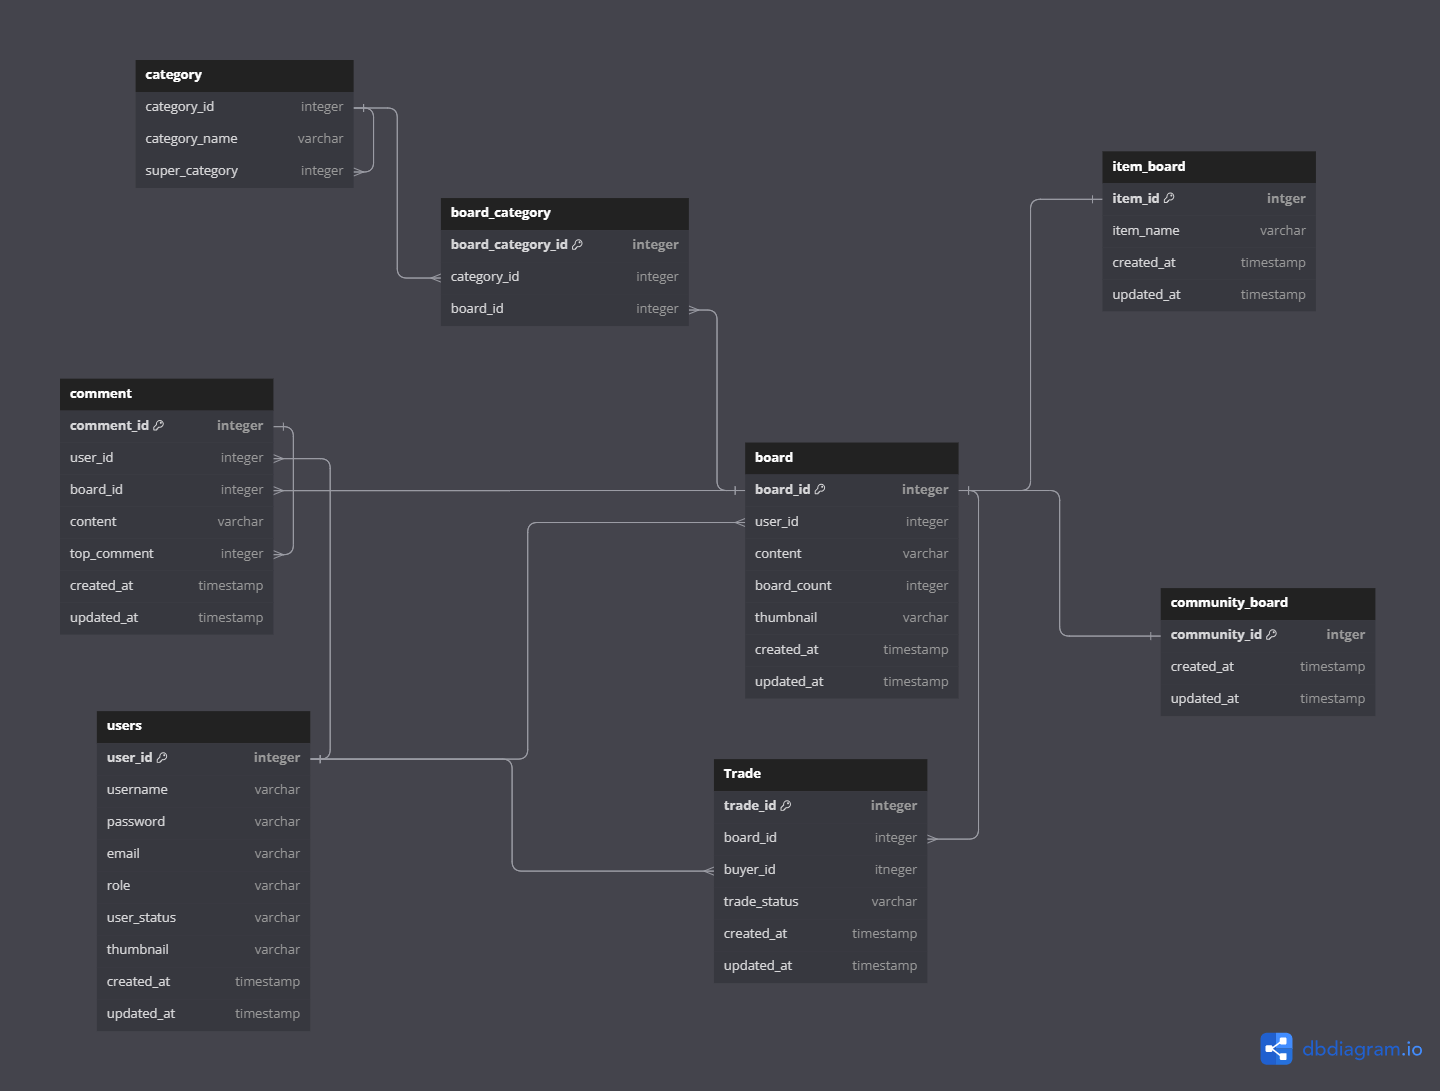 category
category_id integer
category_name varchar
super_category integer
item_board
item_id intger
item_name varchar
created_at timestamp
updated_at timestamp
board_category
board_category_id integer
category_id integer
board_id integer
comment
comment_id integer
user_id integer
board_id integer
content varchar
top_comment integer
created_at timestamp
updated_at timestamp
board
board_id integer
user_id integer
content varchar
board_count integer
thumbnail varchar
created_at timestamp
updated_at timestamp
community_board
community_id intger
created_at timestamp
updated_at timestamp
users
user_id integer
username varchar
password varchar
email varchar
role varchar
user_status varchar
thumbnail varchar
created_at timestamp
updated_at timestamp
Trade
trade_id integer
board_id integer
buyer_id itneger
trade_status varchar
created_at timestamp
updated_at timestamp
dbdiagram.io